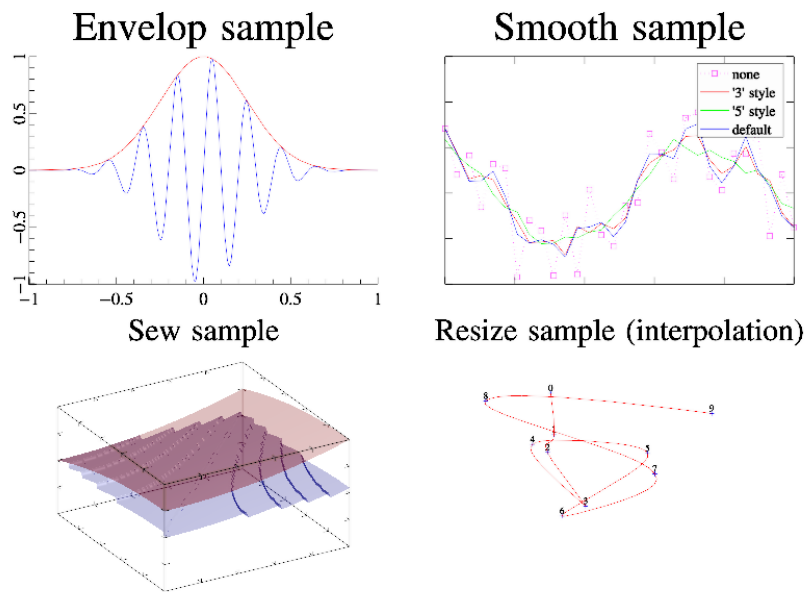 Envelop sample
Smooth sample
1
0.5
0
−0.5
−1
−1
−0.5
0
0.5
1
none
'3' style
'5' style
default
Sew sample
Resize sample (interpolation)
0
8
9
4
2
5
7
3
6